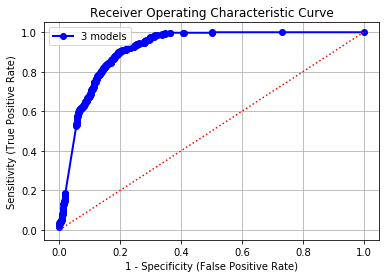 Receiver Operating Characteristic Curve
3 models
Sensitivity (True Positive Rate)
1.0
0.8
0.6
0.4
0.2
0.0
0.0 0.2 0.4 0.6 0.8 1.0
1 - Specificity (False Positive Rate)